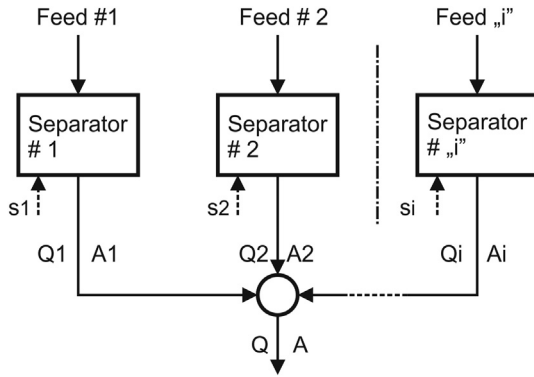 Feed #1
Feed # 2
Feed „i”
Separator
# 1
Separator
# 2
Separator
# „i”
s1
s2
si
Q1 A1
Q2 A2
Qi Ai
Q A